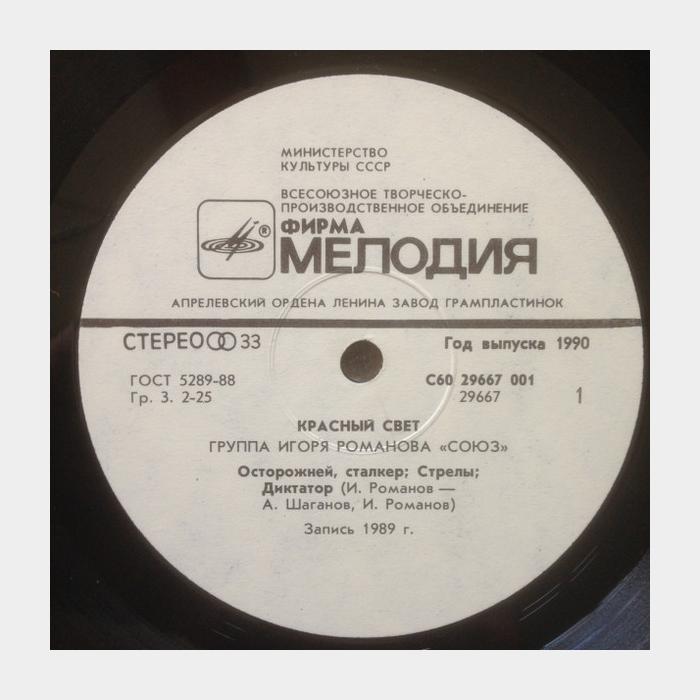 МИНИСТЕРСТВО
КУЛЬТУРЫ СССР
ВСЕСОЮЗНОЕ ТВОРЧЕСКО-
ПРОИЗВОДСТВЕННОЕ ОБЪЕДИНЕНИЕ
®
ФИРМА
МЕЛОДИЯ
АПРЕЛЕВСКИЙ ОРДЕНА ЛЕНИНА ЗАВОД ГРАМПЛАСТИНОК
СТЕРЕО 33 Год выпуска 1990
ГОСТ 5289-88 С60 29667 001
Гр. 3. 2-25 29667 1
КРАСНЫЙ СВЕТ
ГРУППА ИГОРЯ РОМАНОВА «СОЮЗ»
Осторожней, сталкер; Стрелы;
Диктатор (И. Романов —
А. Шаганов, И. Романов)
Запись 1989 г.